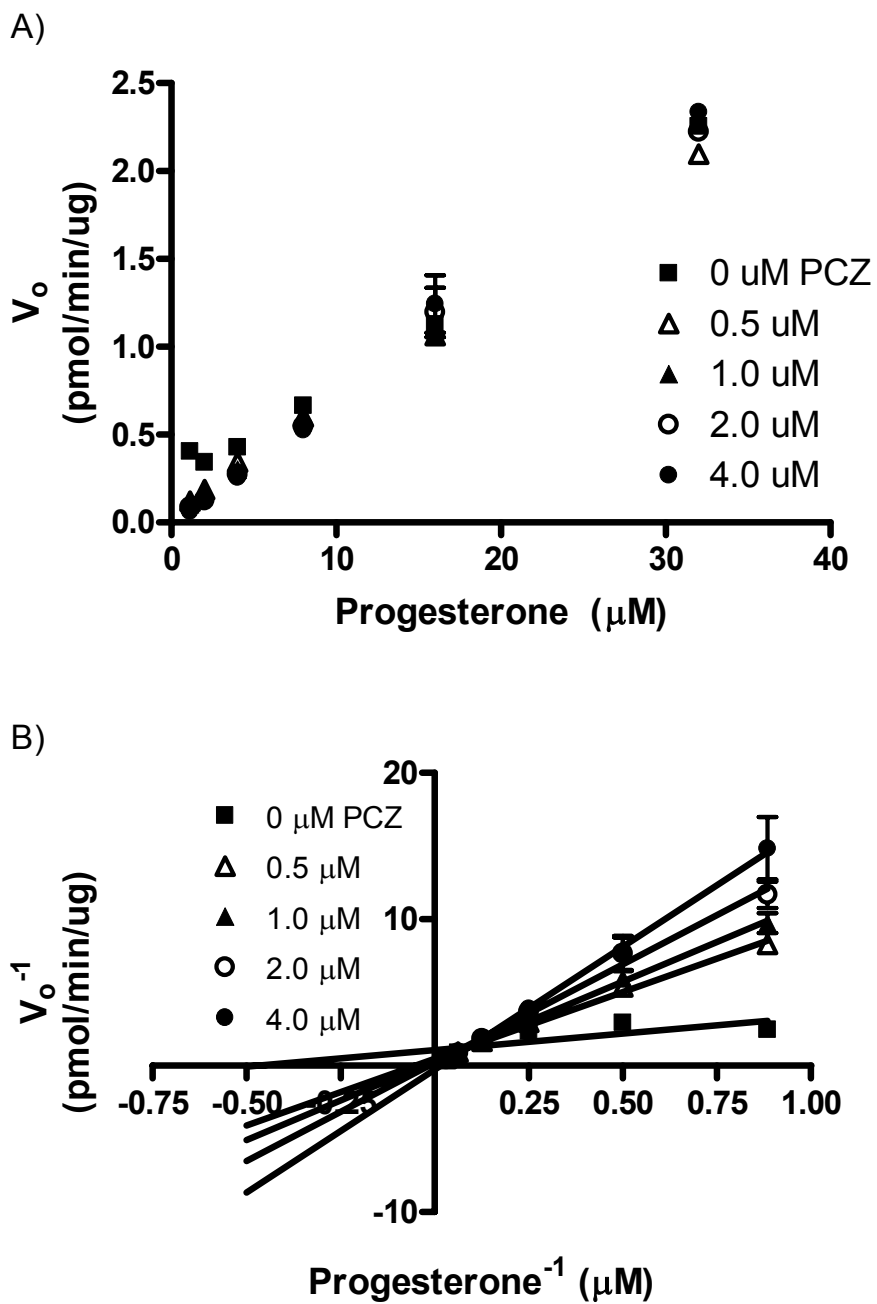 A)
2.5
2.0
1.5
1.0
0.5
0.0
0 10 20 30 40
Vo
(pmol/min/ug)
Progesterone (μM)
0 uM PCZ
0.5 uM
1.0 uM
2.0 uM
4.0 uM
B)
20
10
-10
-0.75 -0.50 -0.25 0.25 0.50 0.75 1.00
Vo-1
(pmol/min/ug)
0 μM PCZ
0.5 μM
1.0 μM
2.0 μM
4.0 μM
Progesterone-1 (μM)